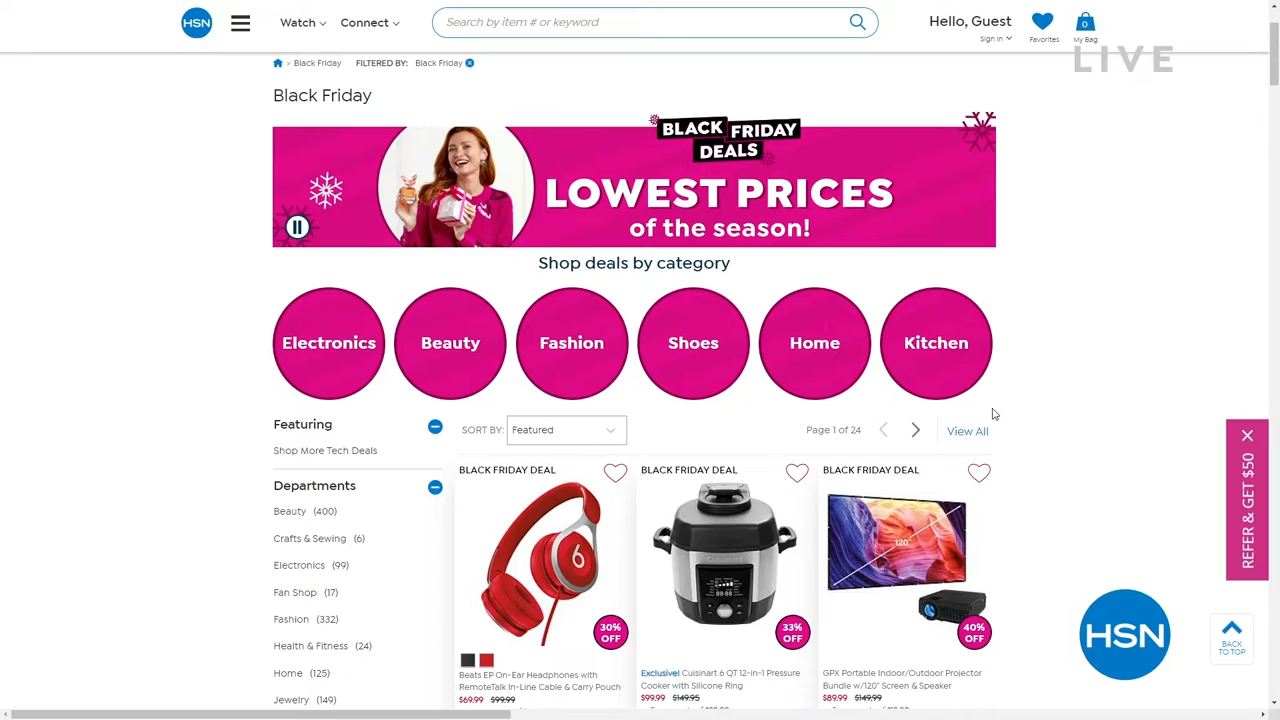 HSN
Watch
Connect
Search by item # or keyword
Hello, Guest
Sign In
Favorites
0
My Bag
LIVE
> Black Friday
FILTERED BY:
Black Friday
Black Friday
BLACK FRIDAY
DEALS
LOWEST PRICES
of the season!
Shop deals by category
Electronics
Beauty
Fashion
Shoes
Home
Kitchen
Featuring
Shop More Tech Deals
Departments
Beauty (400)
Crafts & Sewing (6)
Electronics (99)
Fan Shop (17)
Fashion (332)
Health & Fitness (24)
Home (125)
Jewelry (149)
SORT BY:
Featured
Page 1 of 24
View All
BLACK FRIDAY DEAL
30%
OFF
Beats EP On-Ear Headphones with
RemoteTalk In-Line Cable & Carry Pouch
$69.99 $99.99
BLACK FRIDAY DEAL
33%
OFF
Exclusive! Cuisinart 6 QT 12-in-1 Pressure
Cooker with Silicone Ring
$99.99 $149.95
BLACK FRIDAY DEAL
120"
40%
OFF
GPX Portable Indoor/Outdoor Projector
Bundle w/120" Screen & Speaker
$89.99 $149.99
REFER & GET $50
HSN
BACK
TO TOP